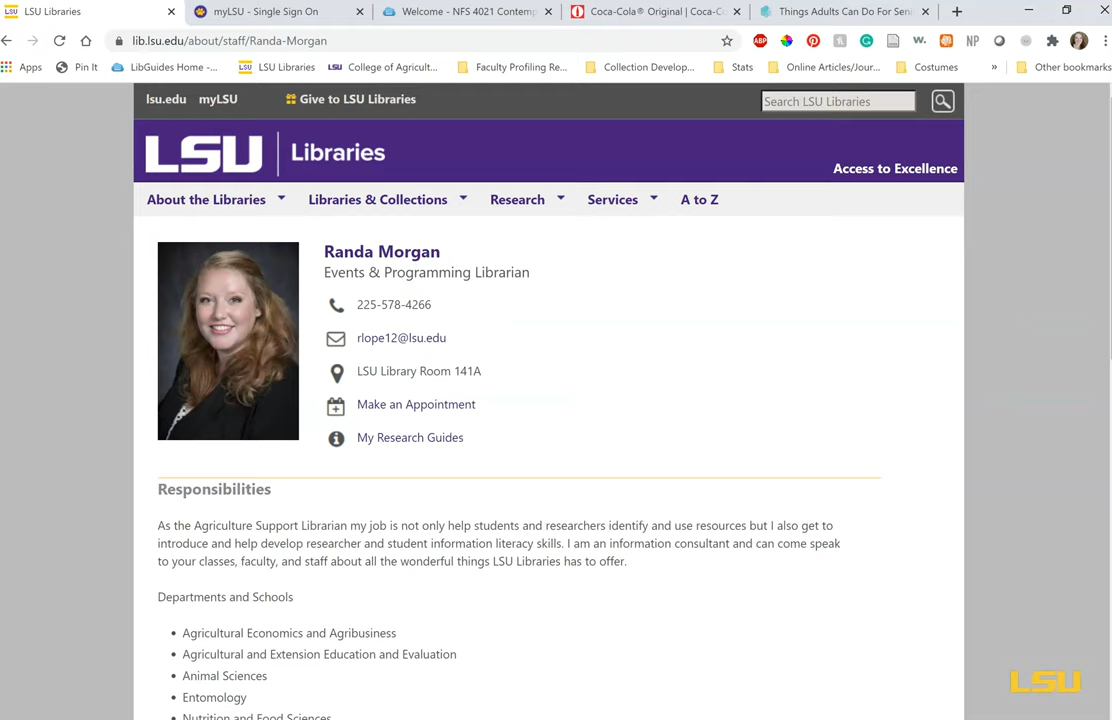 LSU Libraries
myLSU - Single Sign On
Welcome - NFS 4021 Contemp
Coca-Cola® Original | Coca-Co
Things Adults Can Do For Seni
lib.lsu.edu/about/staff/Randa-Morgan
Apps
Pin It
LibGuides Home -...
LSU Libraries
LSU College of Agricult...
Faculty Profiling Re...
Collection Develop...
Stats
Online Articles/Jour...
Costumes
»
Other bookmarks
ABP
w.
NP
lsu.edu myLSU Give to LSU Libraries
Search LSU Libraries
LSU | Libraries
Access to Excellence
About the Libraries Libraries & Collections Research Services A to Z
Randa Morgan
Events & Programming Librarian
225-578-4266
rlope12@lsu.edu
LSU Library Room 141A
Make an Appointment
My Research Guides
Responsibilities
As the Agriculture Support Librarian my job is not only help students and researchers identify and use resources but I also get to
introduce and help develop researcher and student information literacy skills. I am an information consultant and can come speak
to your classes, faculty, and staff about all the wonderful things LSU Libraries has to offer.
Departments and Schools
• Agricultural Economics and Agribusiness
• Agricultural and Extension Education and Evaluation
• Animal Sciences
• Entomology
• Nutrition and Food Sciences
LSU